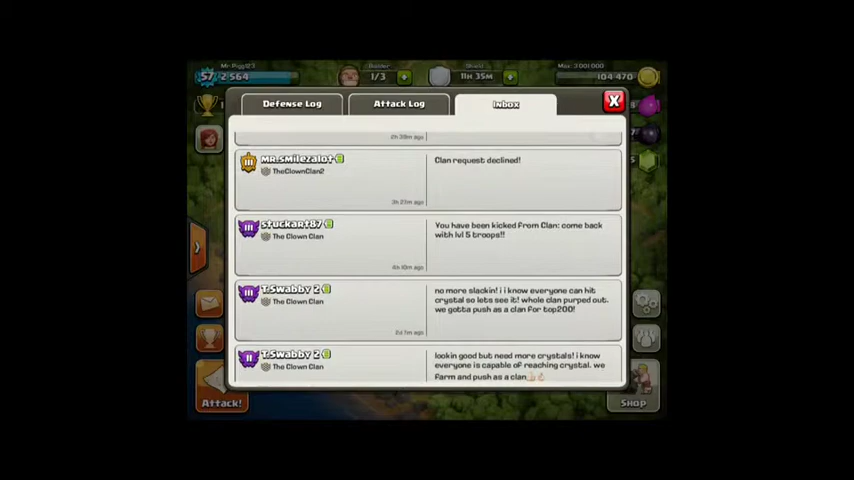 Mr.Pigg123
57 2 564
Builder
1/3
Shield
11H 35M
Max: 3 001 000
104 470
Defense Log
Attack Log
Inbox
X
2h 38m ago
MR.SMileZalot
TheClownClan2
Clan request declined!
3h 27m ago
stuckart87
The Clown Clan
You have been kicked from Clan: come back
with lvl 5 troops!!
4h 10m ago
T.Swabby 2
The Clown Clan
no more slackin! i i know everyone can hit
crystal so lets see it! whole clan purped out.
we gotta push as a clan for top200!
2d 7m ago
T.Swabby 2
The Clown Clan
lookin good but need more crystals! i know
everyone is capable of reaching crystal. we
farm and push as a clan
Attack!
Shop